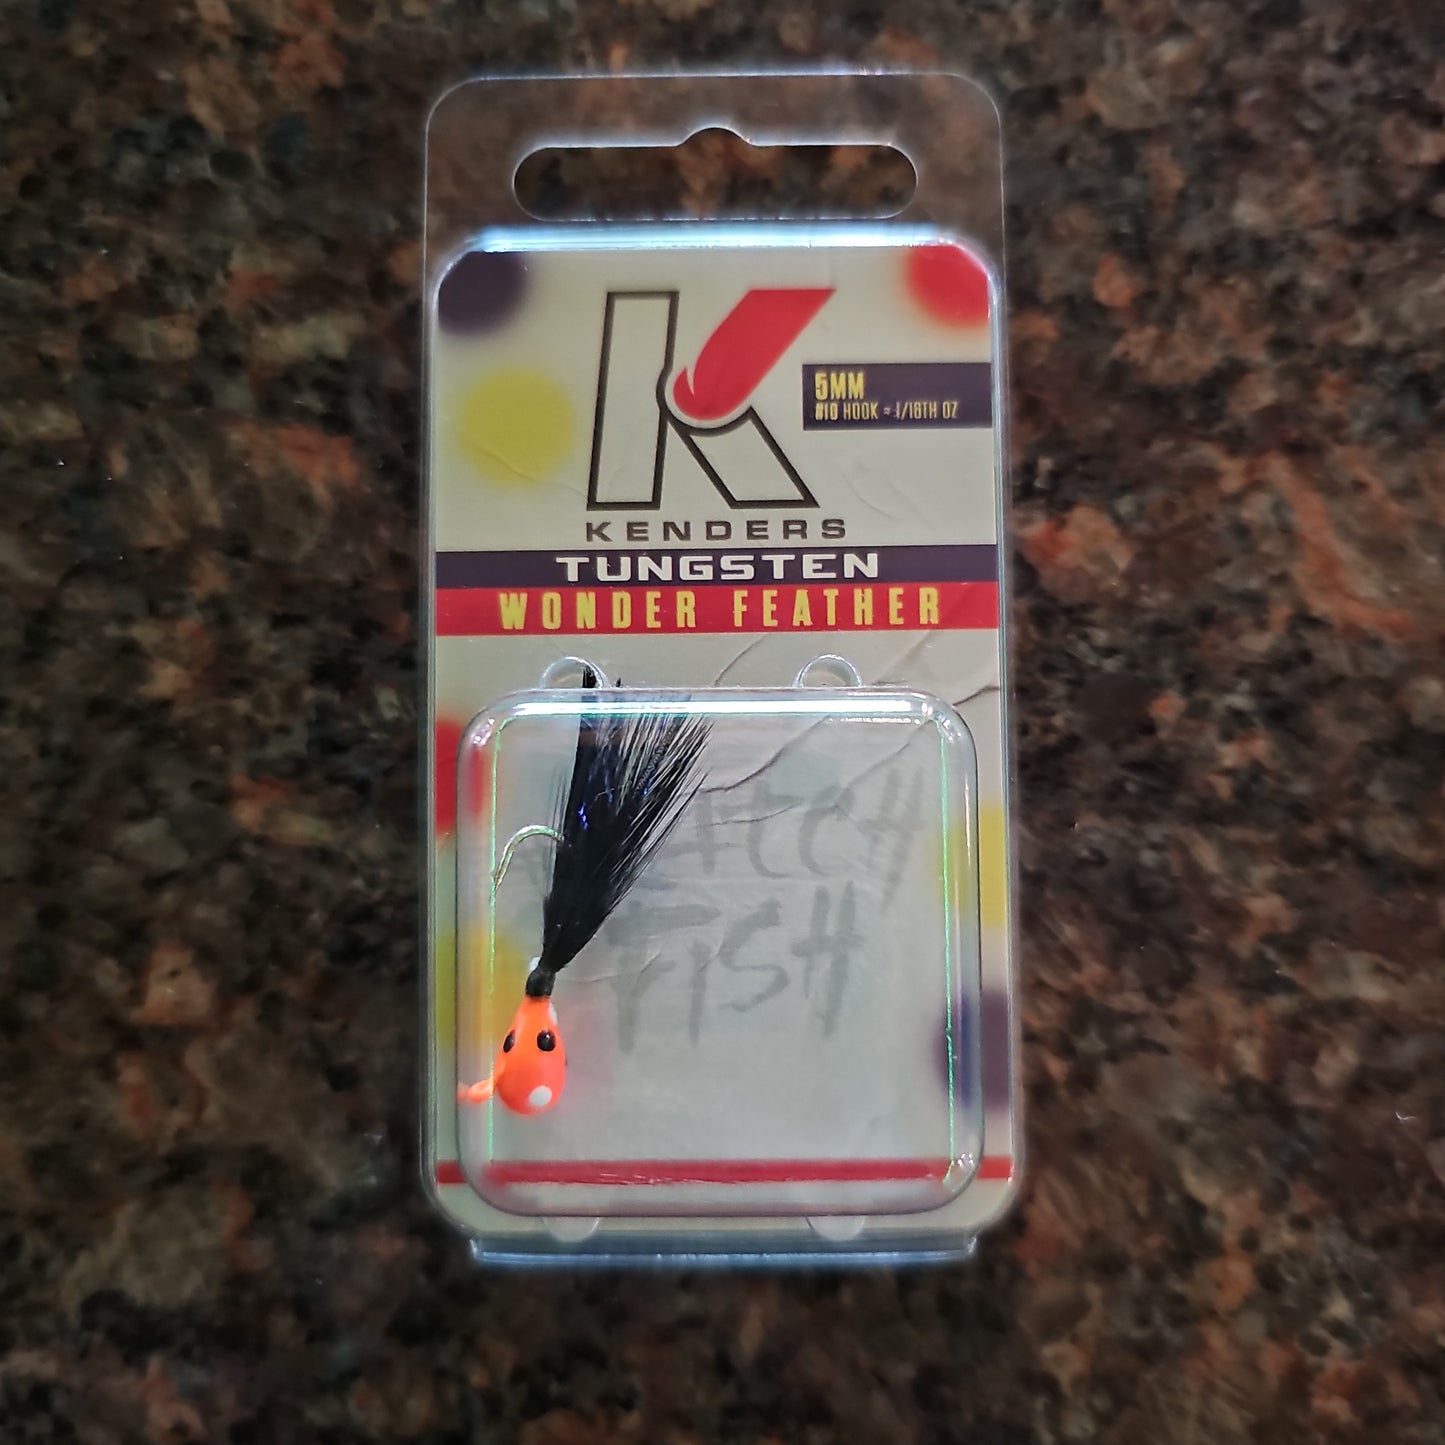 K
5MM
#10 HOOK ≈ 1/16TH OZ
KENDERS
TUNGSTEN
WONDER FEATHER
FISH